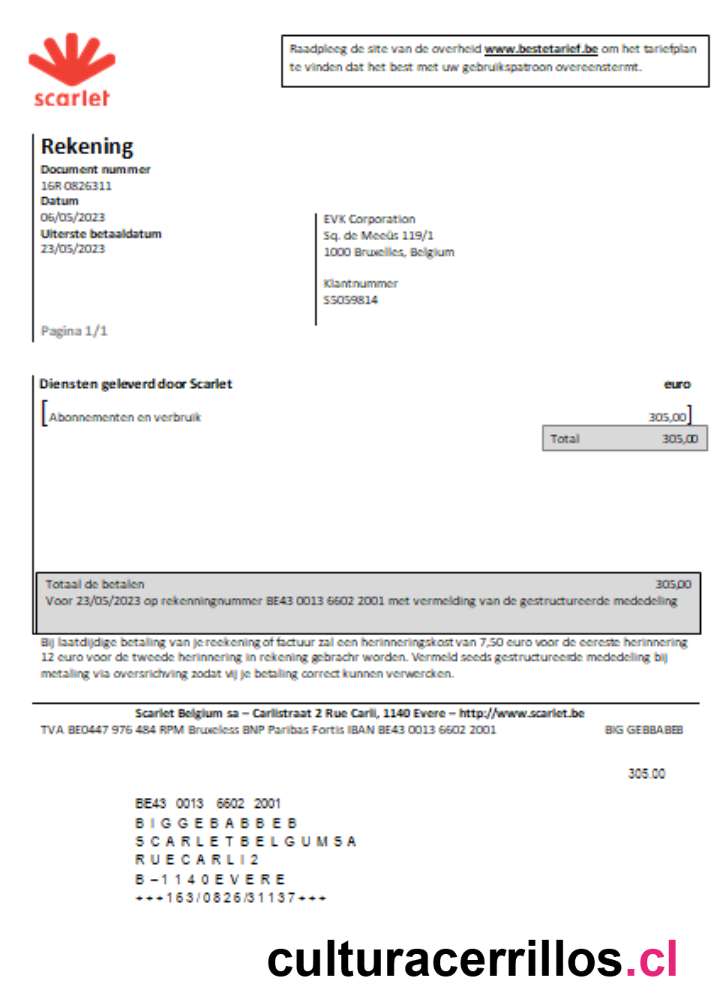 Raadpleeg de site van de overheid www.bestetarief.be om het tariefplan
te vinden dat het best met uw gebruikspatroon overeenstermt.
scarlet
Rekening
Document nummer
16R 0826311
Datum
06/05/2023
Uiterste betaaldatum
23/05/2023
EVK Corporation
Sq. de Meeûs 119/1
1000 Bruxelles, Belgium
Klantnummer
S5059814
Pagina 1/1
Diensten geleverd door Scarlet euro
[Abonnementen en verbruik 305,00]
Total 305,00
Totaal de betalen 305,00
Voor 23/05/2023 op rekenningnummer BE43 0013 6602 2001 met vermelding van de gestructureerde mededeling
Bij laatdijdige betaling van je reekening of factuur zal een herinneringskost van 7,50 euro voor de eereste herinnering
12 euro voor de tweede herinnering in rekening gebrachr worden. Vermeld seeds gestructureerde mededeling bij
metaling via oversrichving zodat vij je betaling correct kunnen verwercken.
Scarlet Belgium sa – Carlistraat 2 Rue Carli, 1140 Evere – http://www.scarlet.be
TVA BE0447 976 484 RPM Bruxeless BNP Paribas Fortis IBAN BE43 0013 6602 2001 BIG GEBBABEB
305.00
BE43 0013 6602 2001
B I G G E B A B B E B
S C A R L E T B E L G U M S A
R U E C A R L I 2
B – 1 1 4 0 E V E R E
+++163/0826/31137+++
culturacerrillos.cl